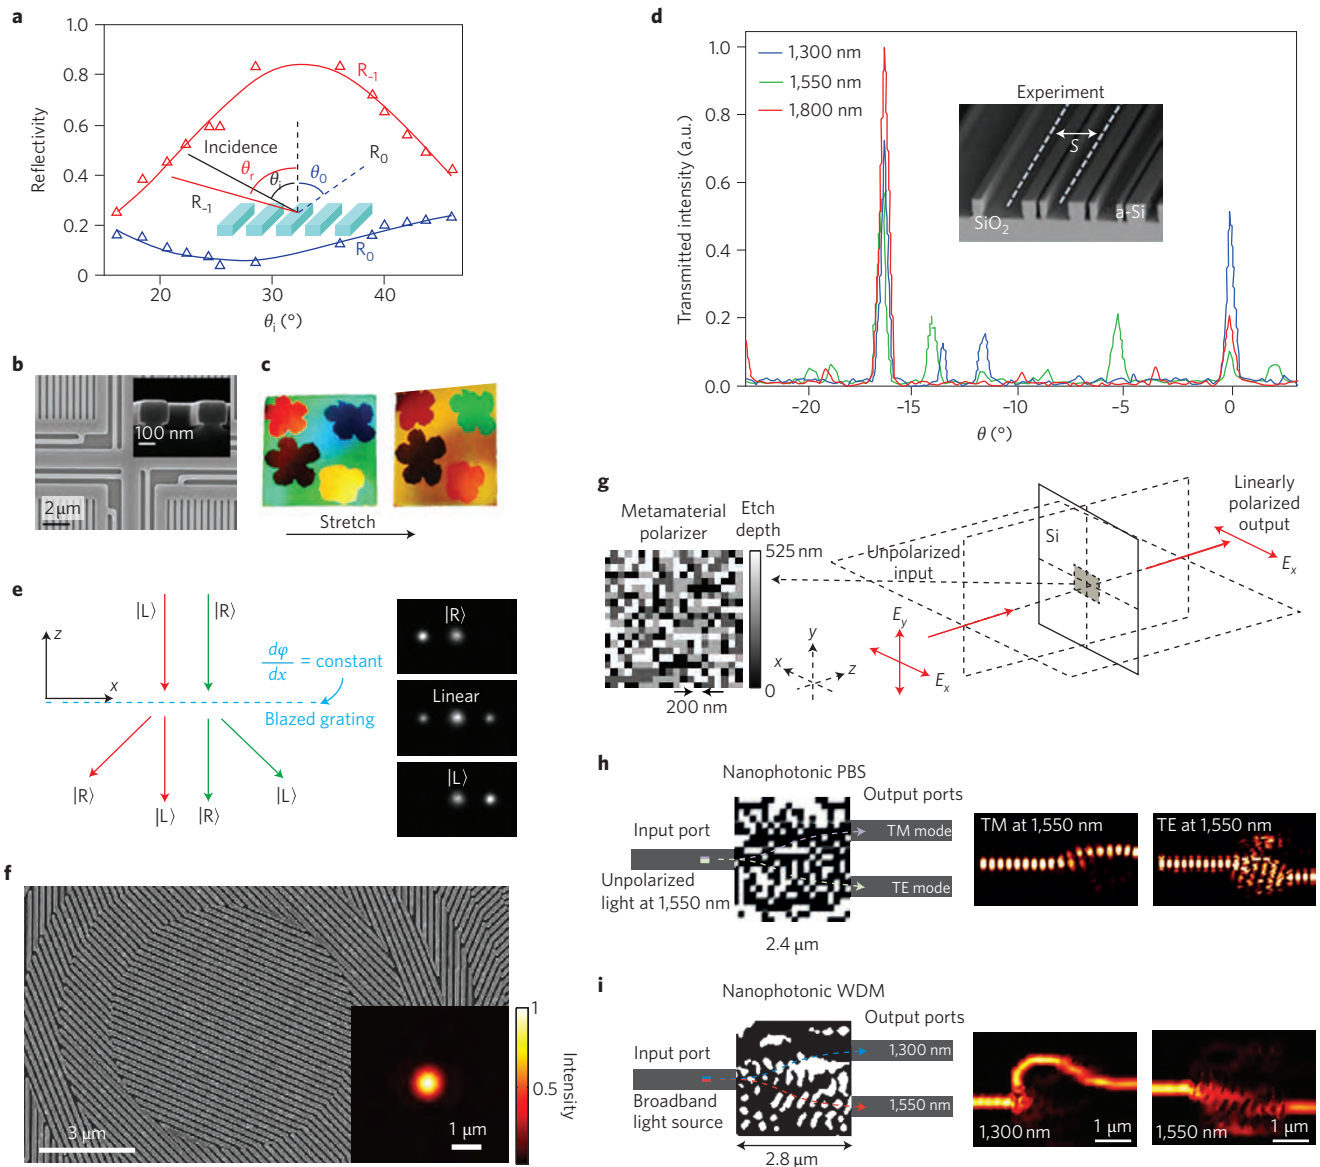 a
Reflectivity
1.0
0.8
0.6
0.4
0.2
0
20
30
40
θi (°)
R-1
Incidence
θr
θi
θ0
R0
R-1
R0
b
100 nm
2 μm
c
Stretch
d
Transmitted intensity (a.u.)
1.0
0.8
0.6
0.4
0.2
0.0
−20
−15
−10
−5
0
θ (°)
1,300 nm
1,550 nm
1,800 nm
Experiment
S
SiO2
a-Si
e
z
x
|L⟩
|R⟩
dφ
dx
= constant
Blazed grating
|R⟩
|L⟩
|R⟩
|L⟩
|R⟩
Linear
|L⟩
f
3 μm
1 μm
1
0.5
Intensity
g
Metamaterial
polarizer
Etch
depth
525 nm
0
200 nm
Unpolarized
input
Si
Linearly
polarized
output
Ex
Ey
Ex
y
x
z
h
Nanophotonic PBS
Output ports
Input port
TM mode
TE mode
Unpolarized
light at 1,550 nm
2.4 μm
TM at 1,550 nm
TE at 1,550 nm
i
Nanophotonic WDM
Output ports
Input port
1,300 nm
1,550 nm
Broadband
light source
2.8 μm
1,300 nm
1 μm
1,550 nm
1 μm